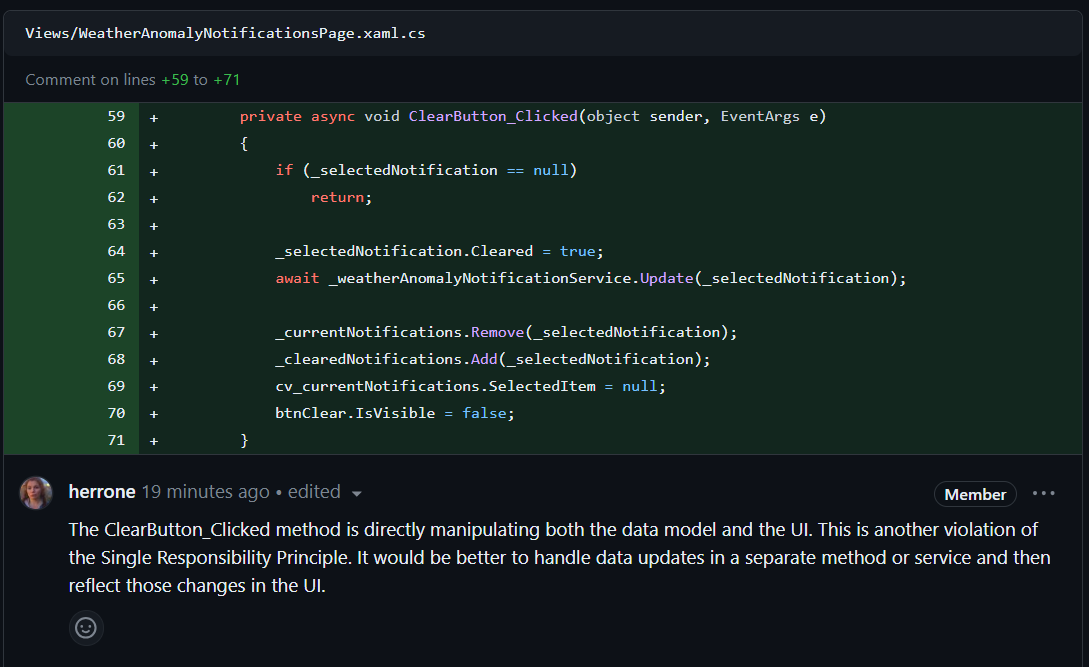 Views/WeatherAnomalyNotificationsPage.xaml.cs
Comment on lines +59 to +71
59 + private async void ClearButton_Clicked(object sender, EventArgs e)
60 + {
61 + if (_selectedNotification == null)
62 + return;
63 +
64 + _selectedNotification.Cleared = true;
65 + await _weatherAnomalyNotificationService.Update(_selectedNotification);
66 +
67 + _currentNotifications.Remove(_selectedNotification);
68 + _clearedNotifications.Add(_selectedNotification);
69 + cv_currentNotifications.SelectedItem = null;
70 + btnClear.IsVisible = false;
71 + }
herrone 19 minutes ago • edited Member
The ClearButton_Clicked method is directly manipulating both the data model and the UI. This is another violation of
the Single Responsibility Principle. It would be better to handle data updates in a separate method or service and then
reflect those changes in the UI.